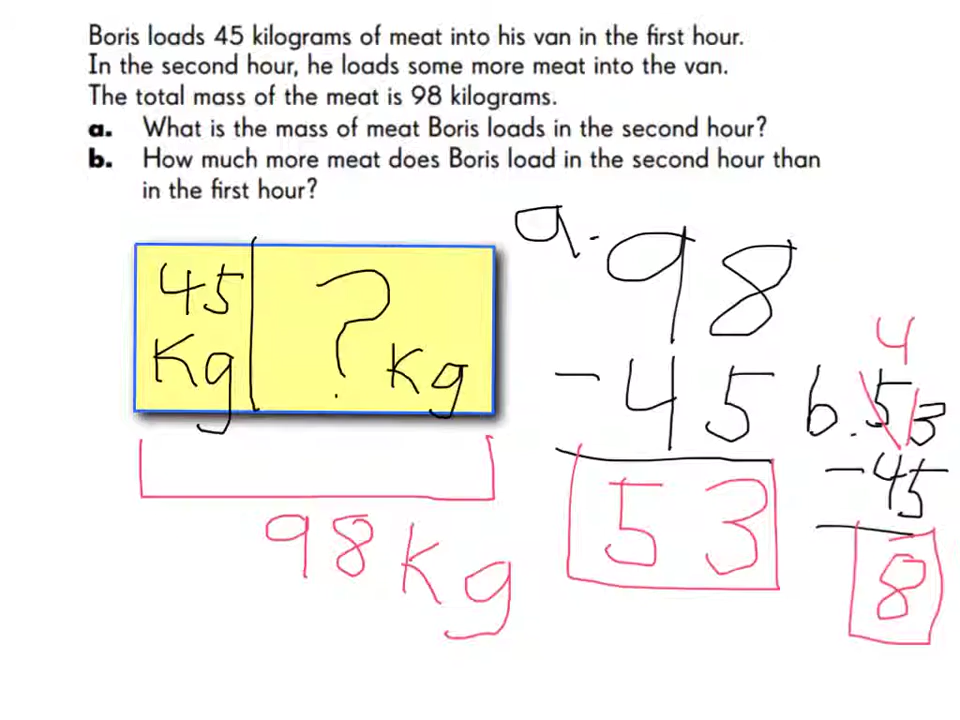 Boris loads 45 kilograms of meat into his van in the first hour.
In the second hour, he loads some more meat into the van.
The total mass of the meat is 98 kilograms.
a. What is the mass of meat Boris loads in the second hour?
b. How much more meat does Boris load in the second hour than
in the first hour?
45
Kg
? Kg
98 Kg
a. 98
- 45
53
4
b. 53
- 45
8